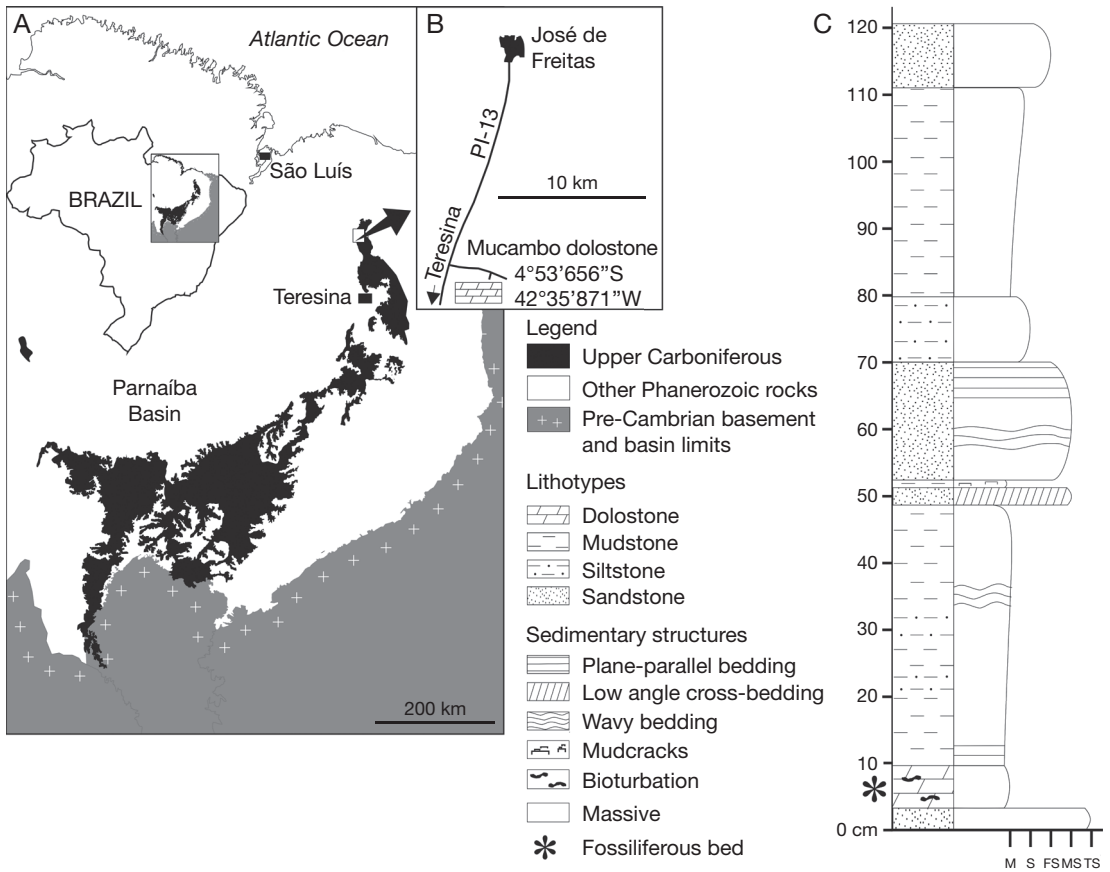 A
Atlantic Ocean
BRAZIL
São Luís
Teresina
Parnaíba
Basin
200 km
B
José de
Freitas
PI-13
10 km
Teresina
Mucambo dolostone
4°53’656”S
42°35’871”W
Legend
Upper Carboniferous
Other Phanerozoic rocks
Pre-Cambrian basement
and basin limits
Lithotypes
Dolostone
Mudstone
Siltstone
Sandstone
Sedimentary structures
Plane-parallel bedding
Low angle cross-bedding
Wavy bedding
Mudcracks
Bioturbation
Massive
Fossiliferous bed
C
120
110
100
90
80
70
60
50
40
30
20
10
0 cm
M S FS MS TS